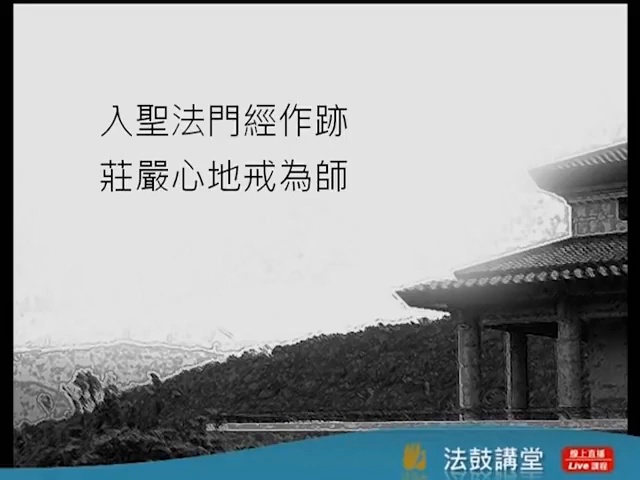 入聖法門經作跡
莊嚴心地戒為師
法鼓講堂
線上直播
Live 課程